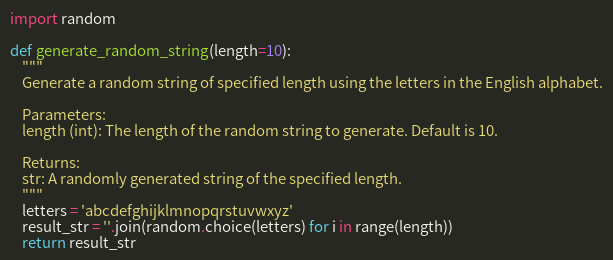 import random

def generate_random_string(length=10):
    """
    Generate a random string of specified length using the letters in the English alphabet.

    Parameters:
    length (int): The length of the random string to generate. Default is 10.

    Returns:
    str: A randomly generated string of the specified length.
    """
    letters = 'abcdefghijklmnopqrstuvwxyz'
    result_str = ''.join(random.choice(letters) for i in range(length))
    return result_str